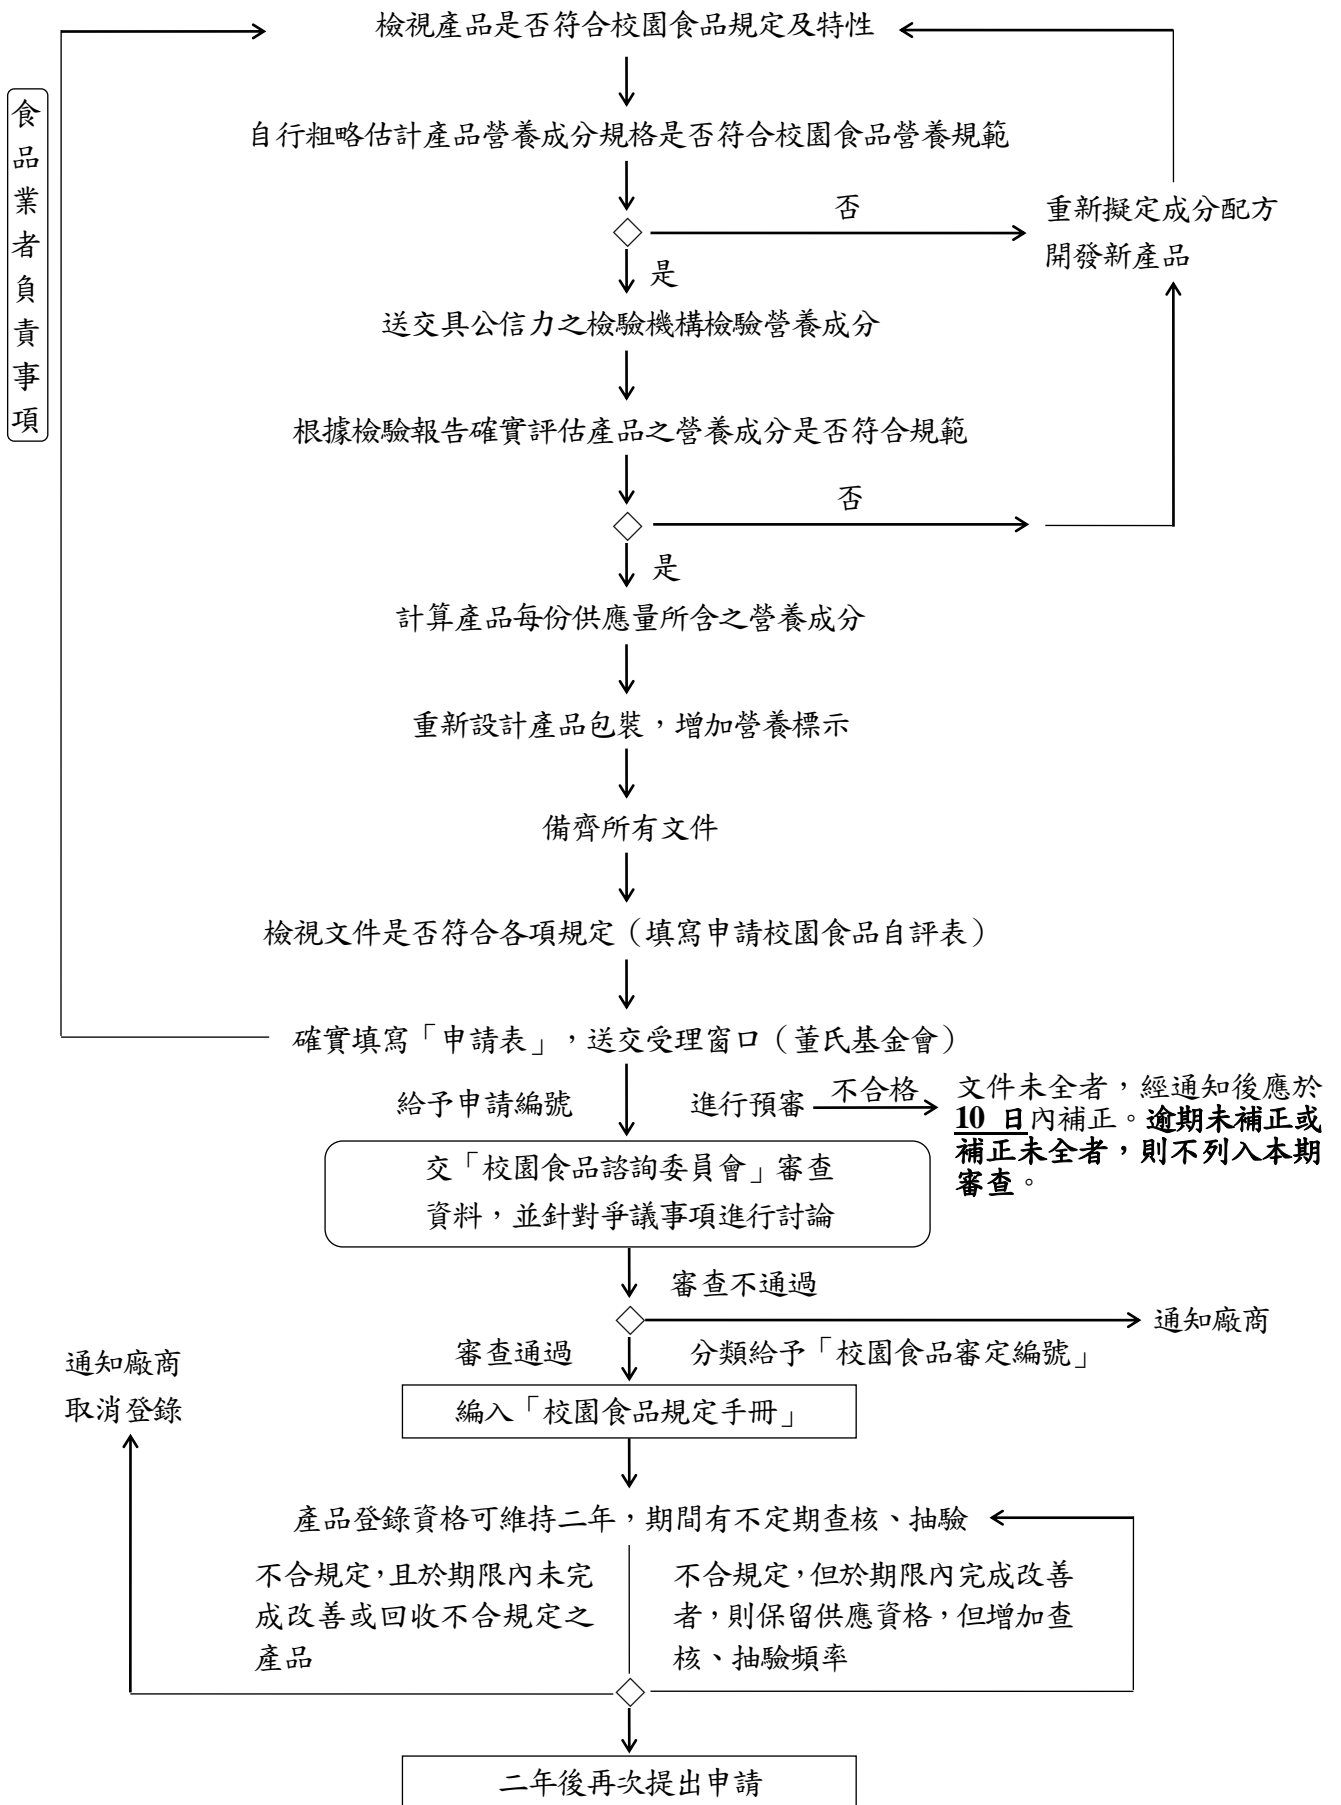 檢視產品是否符合校園食品規定及特性
食品業者負責事項
自行粗略估計產品營養成分規格是否符合校園食品營養規範
否
重新擬定成分配方
開發新產品
是
送交具公信力之檢驗機構檢驗營養成分
根據檢驗報告確實評估產品之營養成分是否符合規範
否
是
計算產品每份供應量所含之營養成分
重新設計產品包裝，增加營養標示
備齊所有文件
檢視文件是否符合各項規定（填寫申請校園食品自評表）
確實填寫「申請表」，送交受理窗口（董氏基金會）
給予申請編號
進行預審
不合格
文件未全者，經通知後應於
10 日內補正。逾期未補正或
補正未全者，則不列入本期
審查。
交「校園食品諮詢委員會」審查
資料，並針對爭議事項進行討論
審查不通過
通知廠商
審查通過
分類給予「校園食品審定編號」
通知廠商
取消登錄
編入「校園食品規定手冊」
產品登錄資格可維持二年，期間有不定期查核、抽驗
不合規定，且於期限內未完
成改善或回收不合規定之
產品
不合規定，但於期限內完成改善
者，則保留供應資格，但增加查
核、抽驗頻率
二年後再次提出申請